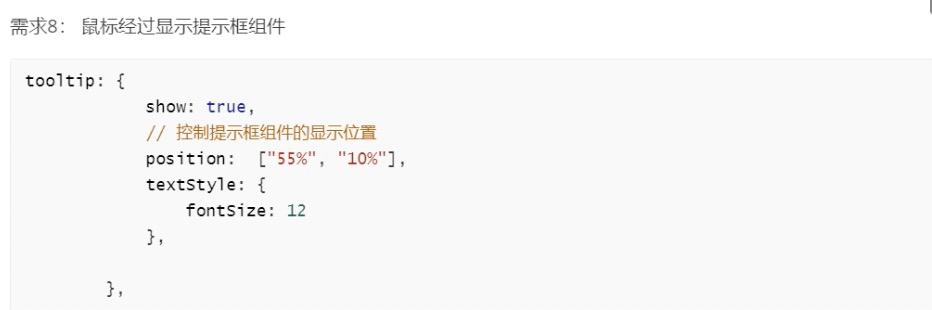 需求8： 鼠标经过显示提示框组件
tooltip: {
show: true,
// 控制提示框组件的显示位置
position:  ["55%", "10%"],
textStyle: {
fontSize: 12
},
},